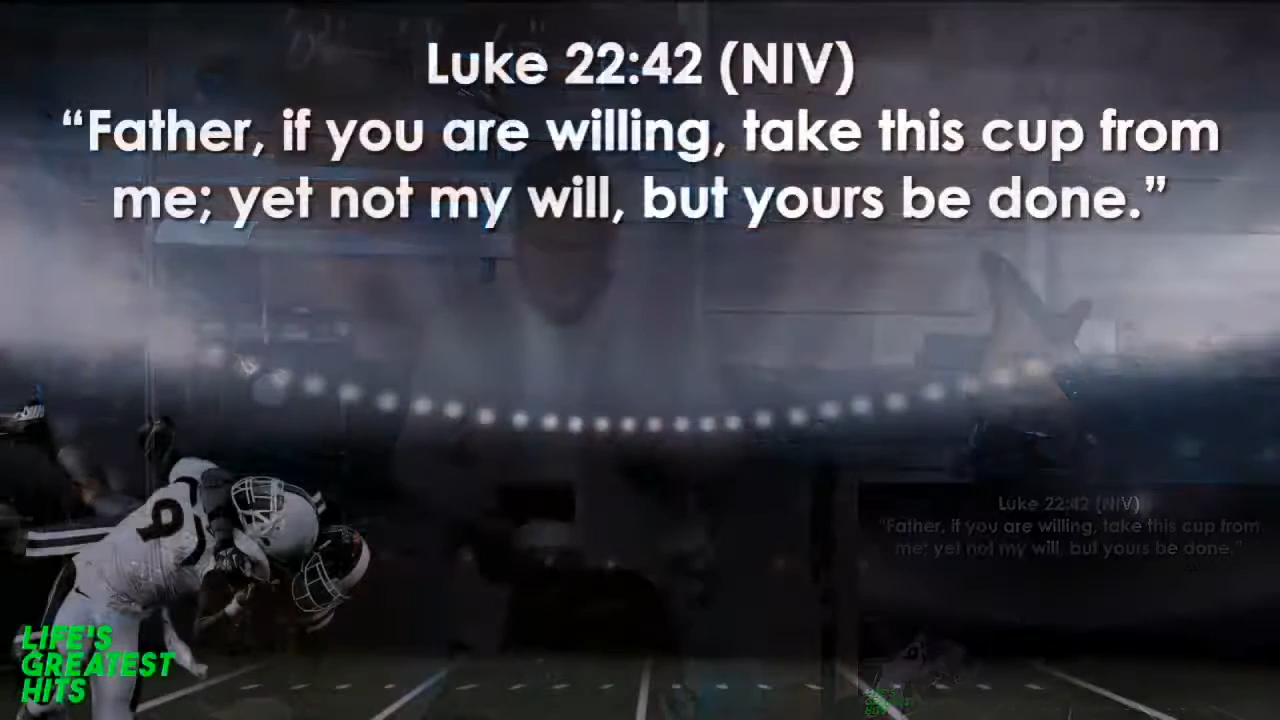 Luke 22:42 (NIV)
“Father, if you are willing, take this cup from
me; yet not my will, but yours be done.”
9
Luke 22:42 (NIV)
“Father, if you are willing, take this cup from
me; yet not my will, but yours be done.”
LIFE'S
GREATEST
HITS